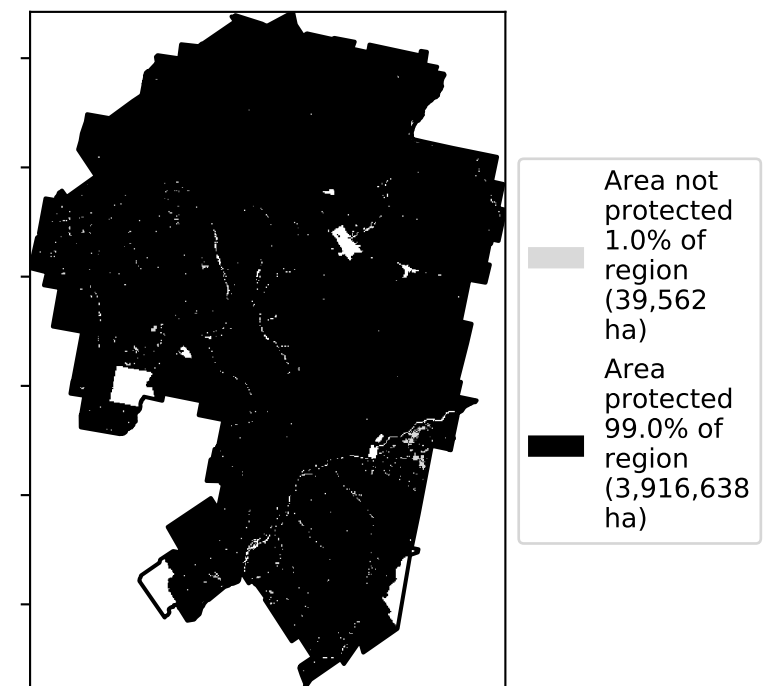 Area not
protected
1.0% of
region
(39,562
ha)
Area
protected
99.0% of
region
(3,916,638
ha)